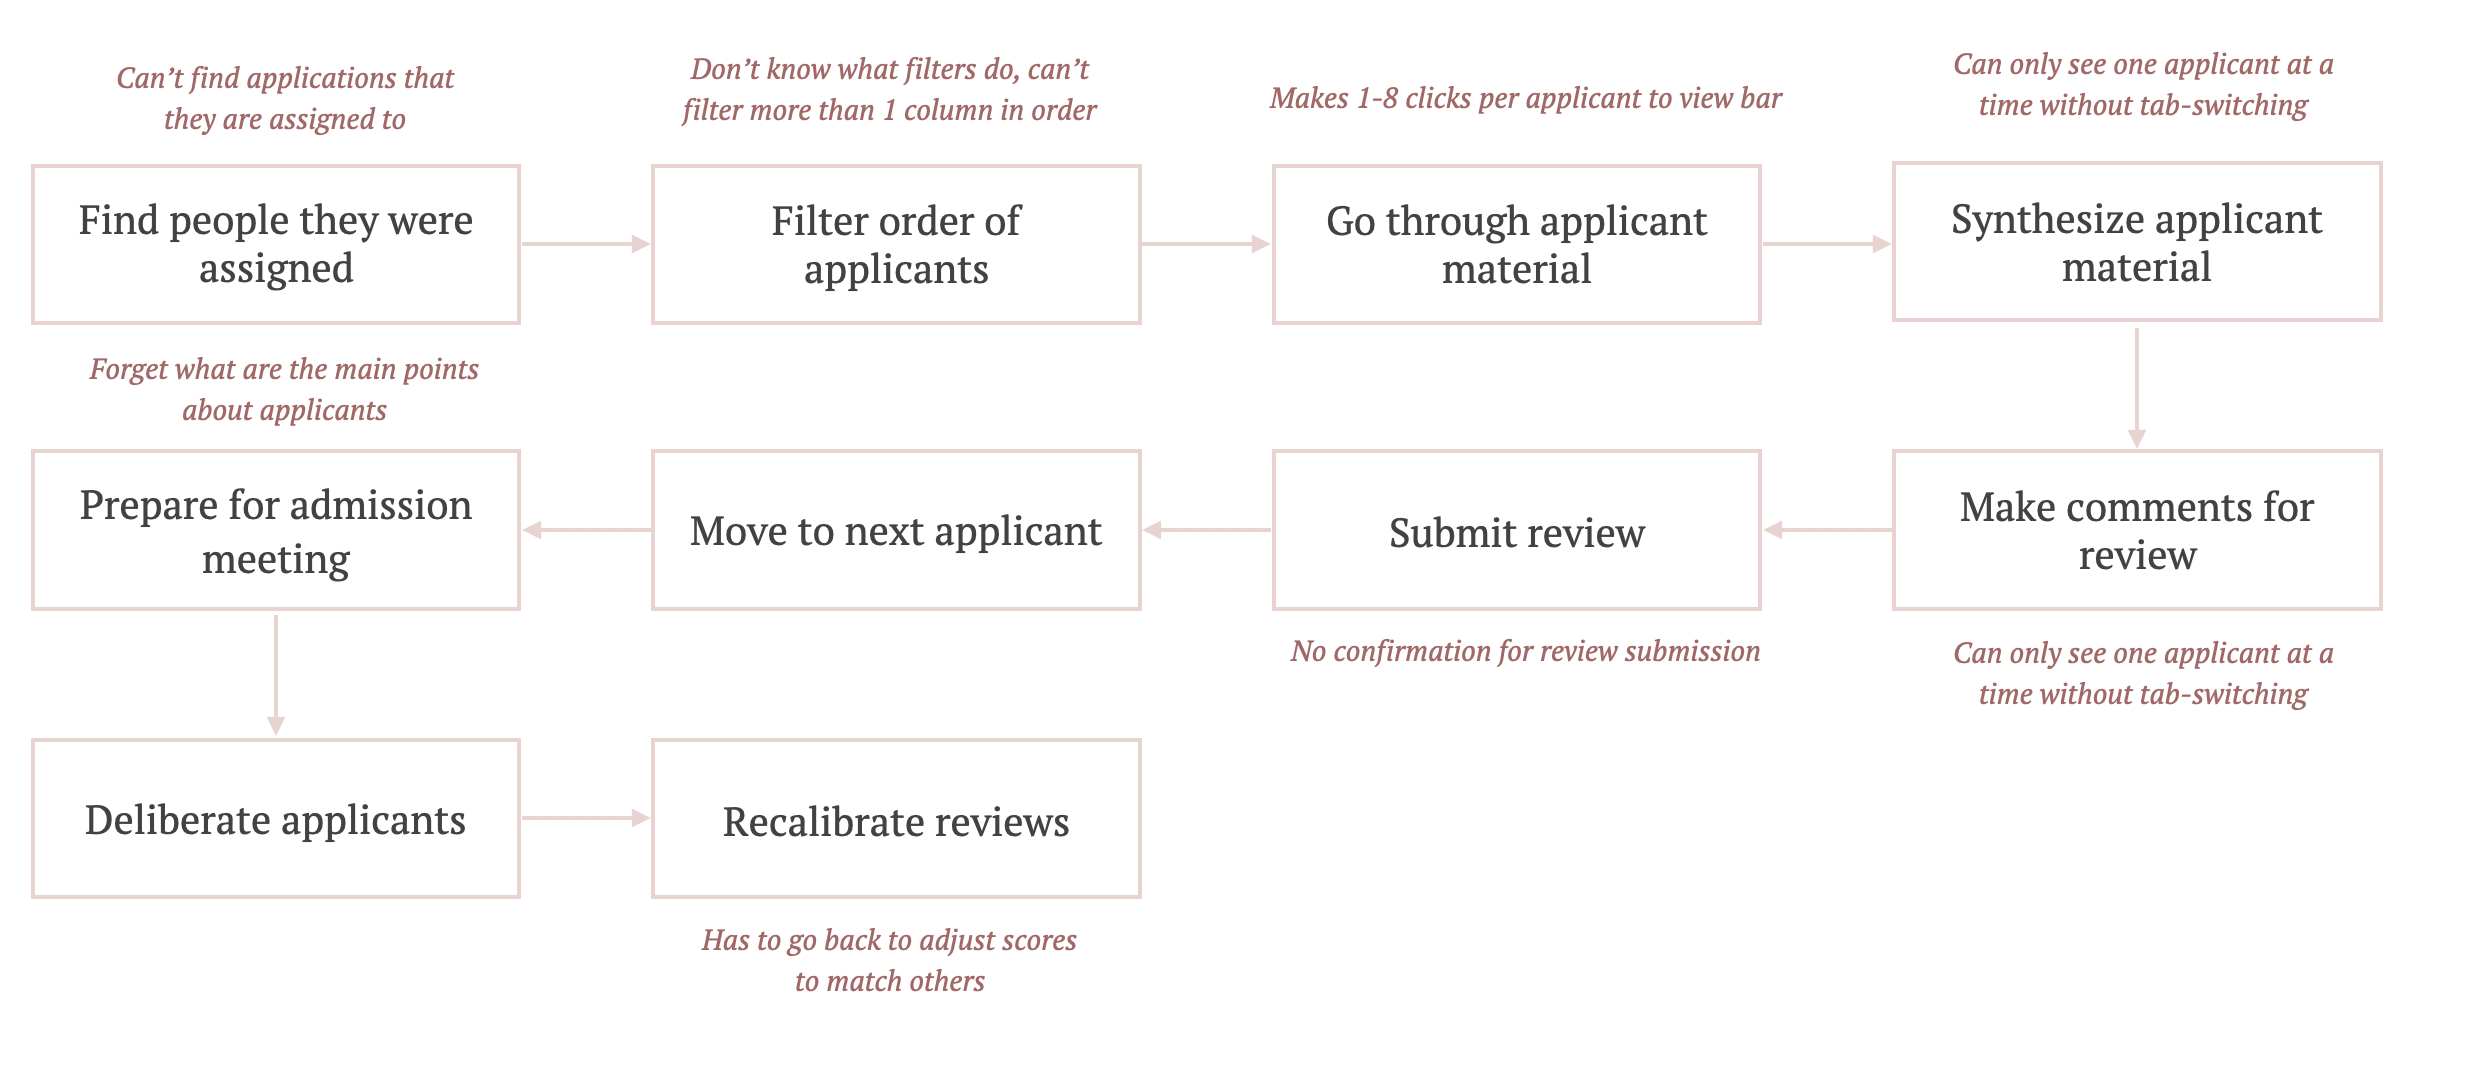 Can’t find applications that
they are assigned to
Don’t know what filters do, can’t
filter more than 1 column in order
Makes 1-8 clicks per applicant to view bar
Can only see one applicant at a
time without tab-switching
Find people they were
assigned
Filter order of
applicants
Go through applicant
material
Synthesize applicant
material
Forget what are the main points
about applicants
Prepare for admission
meeting
Move to next applicant
Submit review
Make comments for
review
No confirmation for review submission
Can only see one applicant at a
time without tab-switching
Deliberate applicants
Recalibrate reviews
Has to go back to adjust scores
to match others